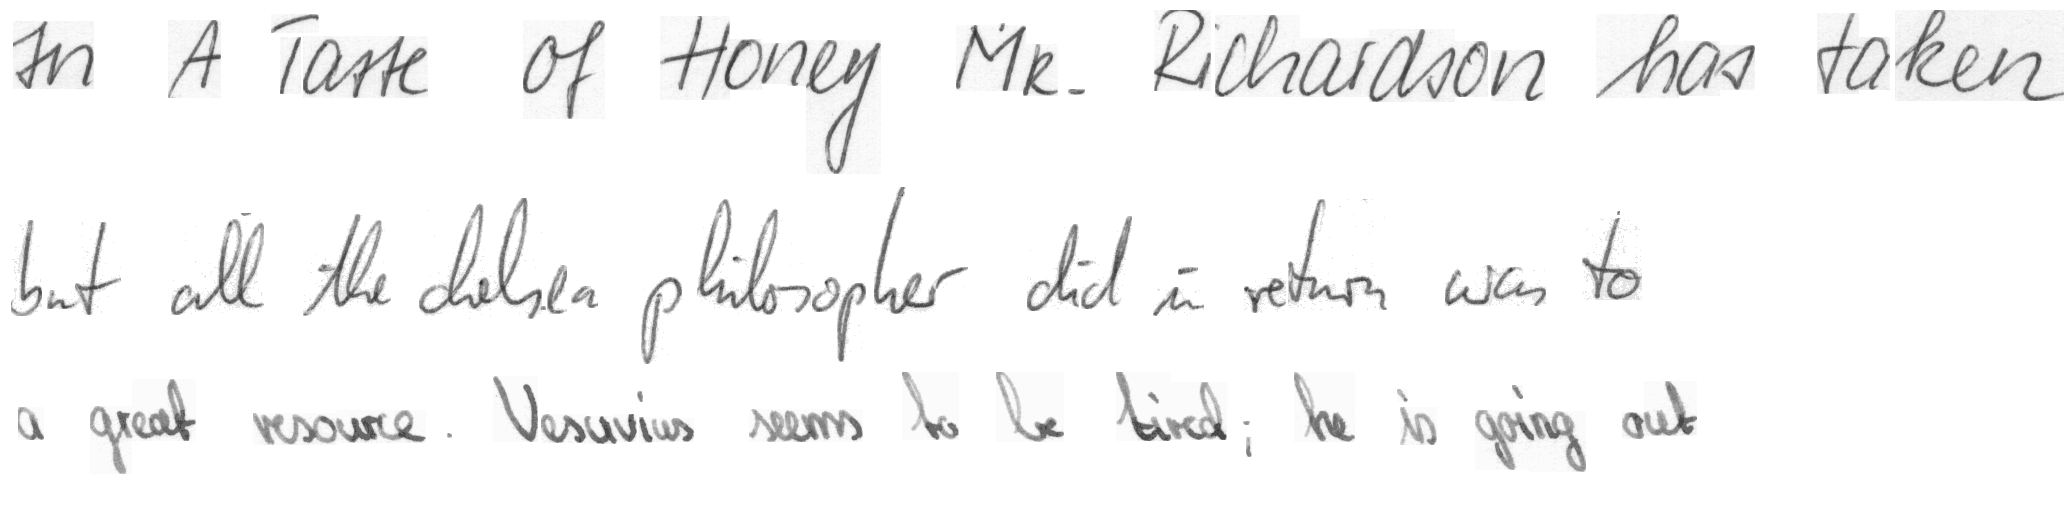 In A Taste of Honey Mr. Richardson has taken
but all the chelsea philosopher did in return was to
a great resource. Vesuvius seems to be tired; he is going out